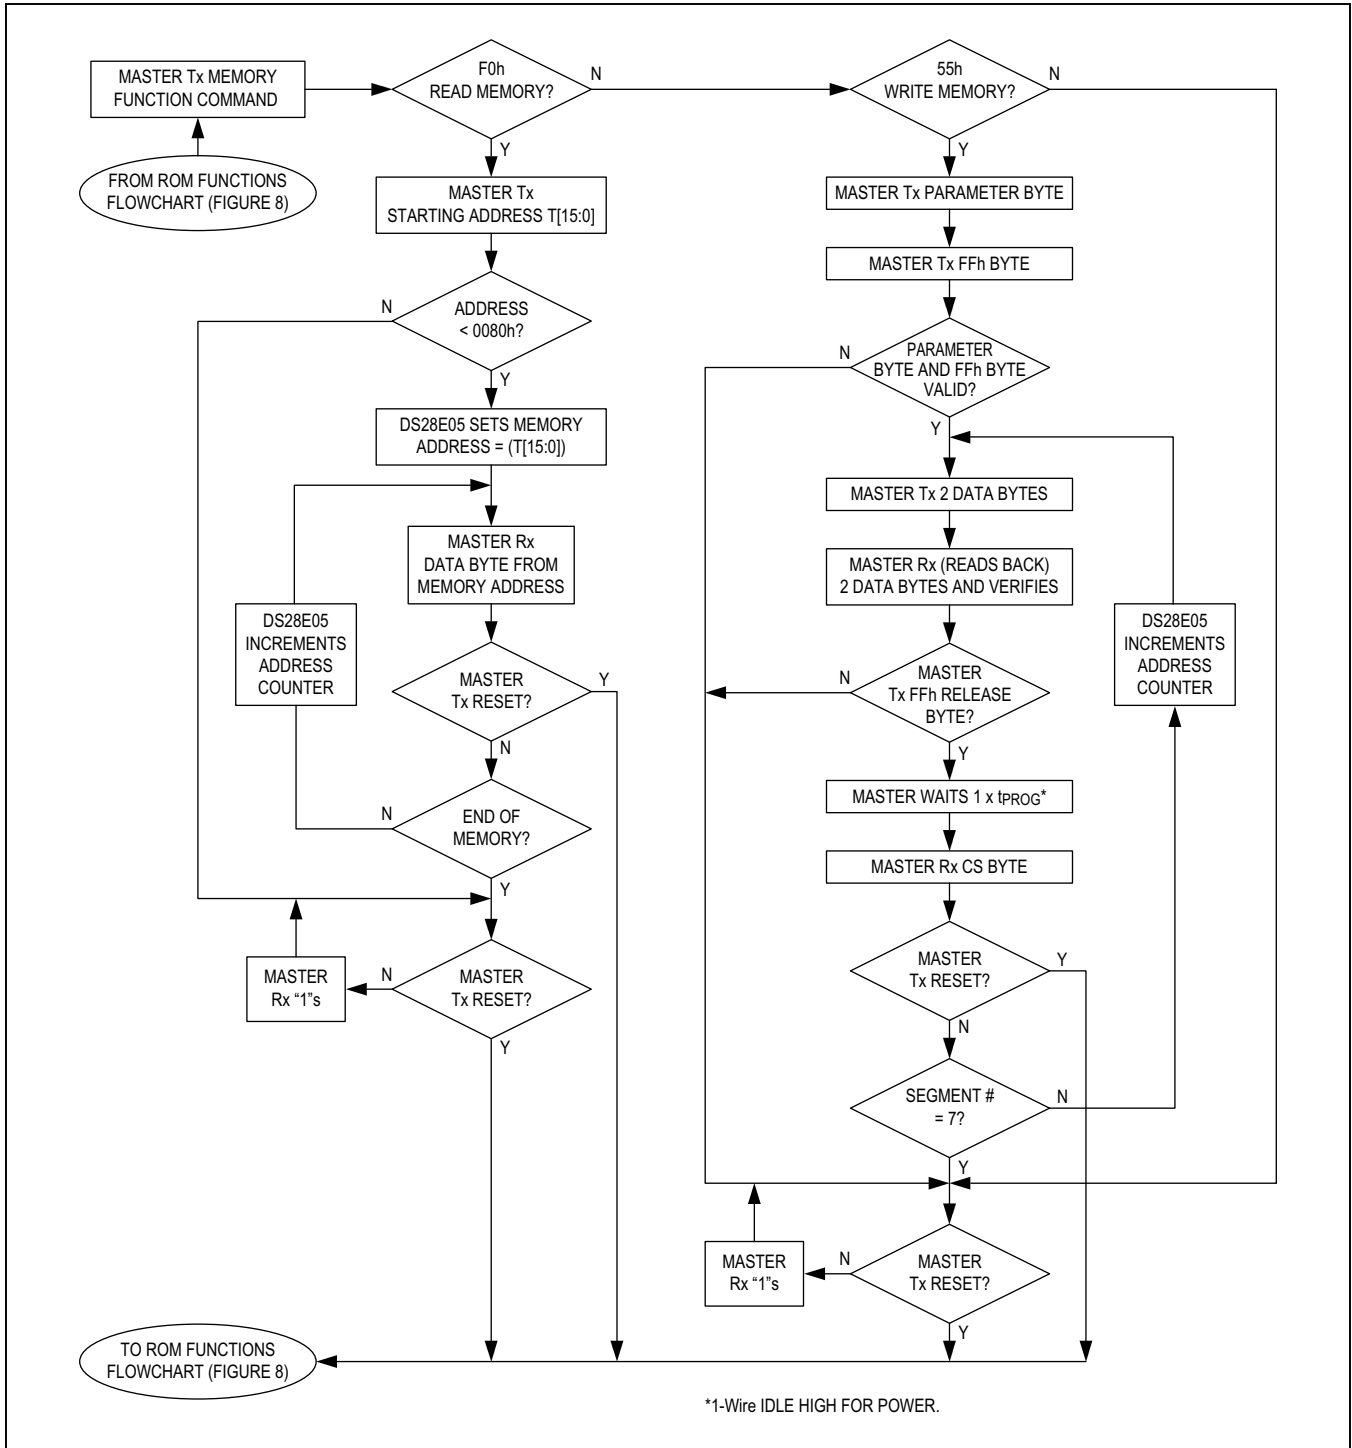 MASTER Tx MEMORY
FUNCTION COMMAND
FROM ROM FUNCTIONS
FLOWCHART (FIGURE 8)
F0h
READ MEMORY?
N
Y
MASTER Tx
STARTING ADDRESS T[15:0]
ADDRESS
< 0080h?
N
Y
DS28E05 SETS MEMORY
ADDRESS = (T[15:0])
MASTER Rx
DATA BYTE FROM
MEMORY ADDRESS
DS28E05
INCREMENTS
ADDRESS
COUNTER
MASTER
Tx RESET?
Y
N
END OF
MEMORY?
N
Y
MASTER
Tx RESET?
N
Y
MASTER
Rx “1”s
55h
WRITE MEMORY?
N
Y
MASTER Tx PARAMETER BYTE
MASTER Tx FFh BYTE
PARAMETER
BYTE AND FFh BYTE
VALID?
N
Y
MASTER Tx 2 DATA BYTES
MASTER Rx (READS BACK)
2 DATA BYTES AND VERIFIES
DS28E05
INCREMENTS
ADDRESS
COUNTER
MASTER
Tx FFh RELEASE
BYTE?
N
Y
MASTER WAITS 1 x tPROG*
MASTER Rx CS BYTE
MASTER
Tx RESET?
Y
N
SEGMENT #
= 7?
N
Y
MASTER
Tx RESET?
N
Y
MASTER
Rx “1”s
TO ROM FUNCTIONS
FLOWCHART (FIGURE 8)
*1-Wire IDLE HIGH FOR POWER.